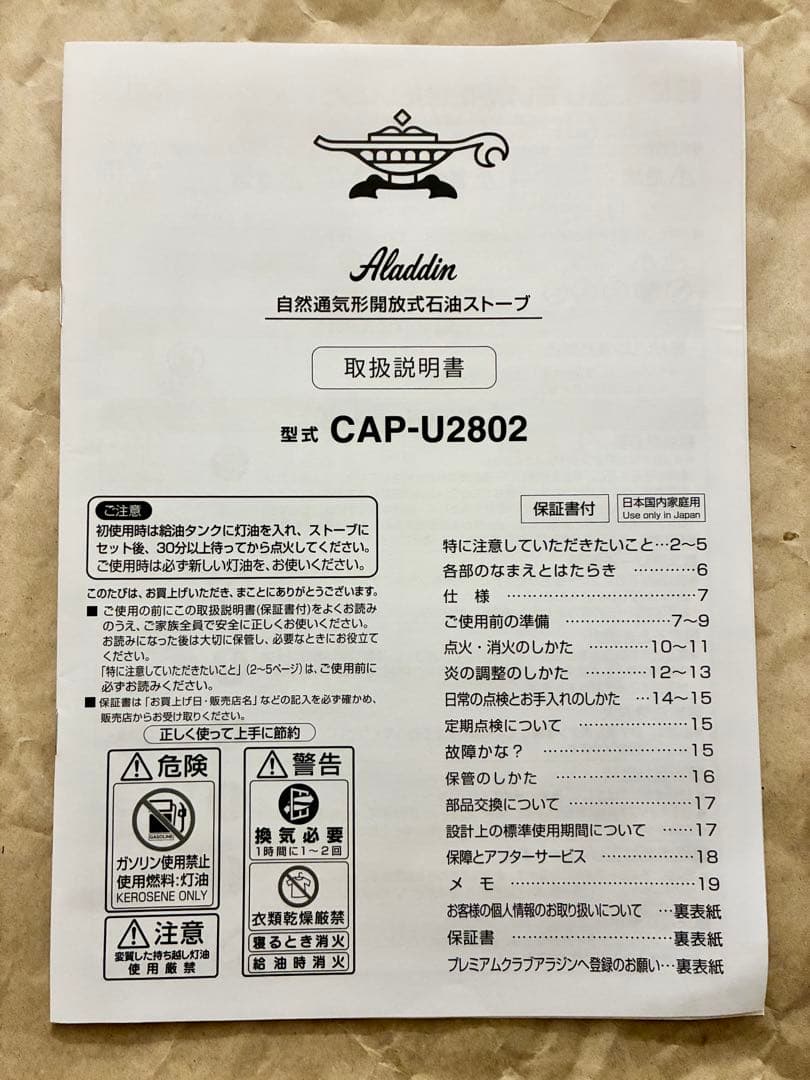 Aladdin
自然通気形開放式石油ストーブ
取扱説明書
型式 CAP-U2802
ご注意
初使用時は給油タンクに灯油を入れ、ストーブに
セット後、30分以上待ってから点火してください。
ご使用時は必ず新しい灯油を、お使いください。
このたびは、お買上げいただき、まことにありがとうございます。
■ ご使用の前にこの取扱説明書(保証書付)をよくお読み
のうえ、ご家族全員で安全に正しくお使いください。
お読みになった後は大切に保管し、必要なときにお役立て
ください。
「特に注意していただきたいこと」(2〜5ページ)は、ご使用前に
必ずお読みください。
■ 保証書は「お買上げ日・販売店名」などの記入を必ず確かめ、
販売店からお受け取りください。
正しく使って上手に節約
危険
GASOLINE
ガソリン使用禁止
使用燃料:灯油
KEROSENE ONLY
注意
変質した持ち越し灯油
使用厳禁
警告
換気必要
1時間に1〜2回
衣類乾燥厳禁
寝るとき消火
給油時消火
保証書付
日本国内家庭用
Use only in Japan
特に注意していただきたいこと…2〜5
各部のなまえとはたらき …………6
仕 様 ……………………………7
ご使用前の準備 ………………7〜9
点火・消火のしかた …………10〜11
炎の調整のしかた …………12〜13
日常の点検とお手入れのしかた …14〜15
定期点検について ………………15
故障かな? ………………………15
保管のしかた ……………………16
部品交換について …………………17
設計上の標準使用期間について ……17
保障とアフターサービス ……………18
メ モ ……………………………19
お客様の個人情報のお取り扱いについて …裏表紙
保証書 ………………………裏表紙
プレミアムクラブアラジンへ登録のお願い…裏表紙